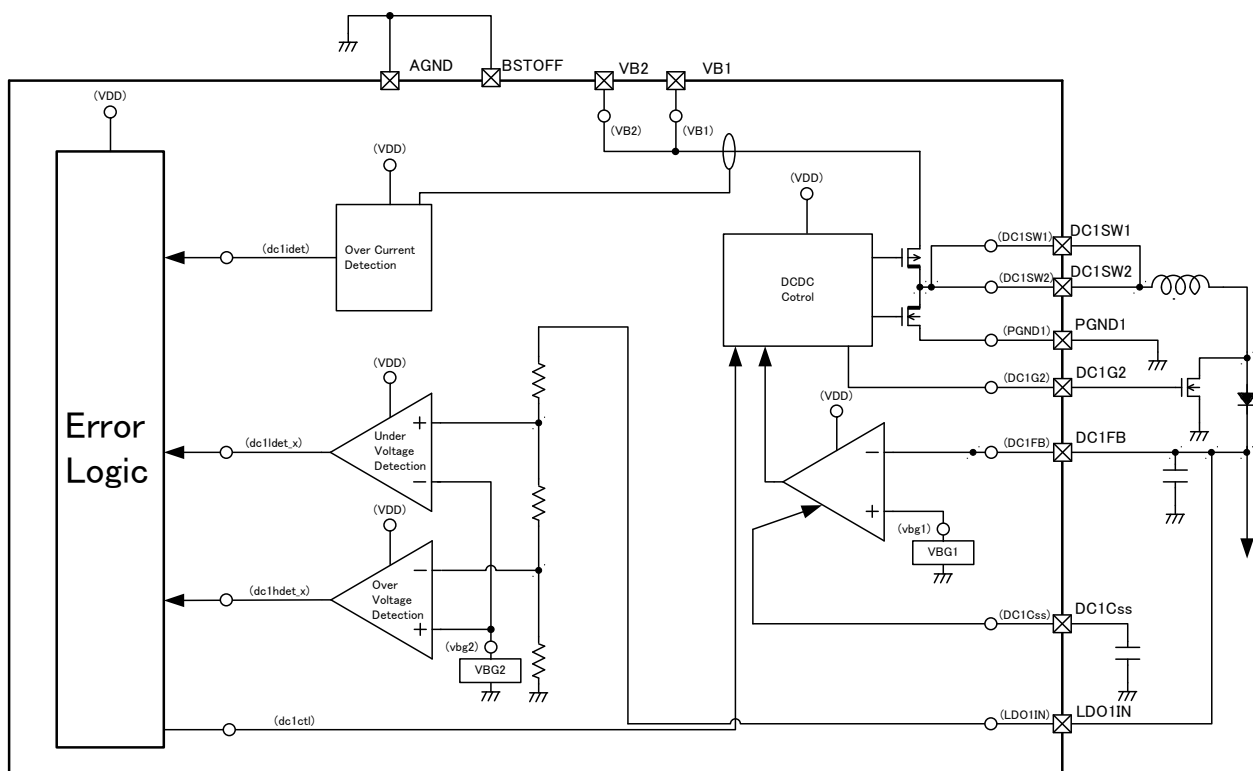 AGND
BSTOFF
VB2
VB1
(VDD)
(VB2)
(VB1)
(VDD)
(VDD)
Over Current
Detection
(dc1idet)
DCDC
Cotrol
(DC1SW1)
DC1SW1
(DC1SW2)
DC1SW2
(PGND1)
PGND1
(DC1G2)
DC1G2
(VDD)
(VDD)
Error
Logic
(dc1ldet_x)
Under
Voltage
Detection
+
−
(DC1FB)
DC1FB
−
+
(vbg1)
VBG1
(VDD)
(dc1hdet_x)
Over
Voltage
Detection
−
+
(vbg2)
VBG2
(DC1Css)
DC1Css
(dc1ctl)
(LDO1IN)
LDO1IN